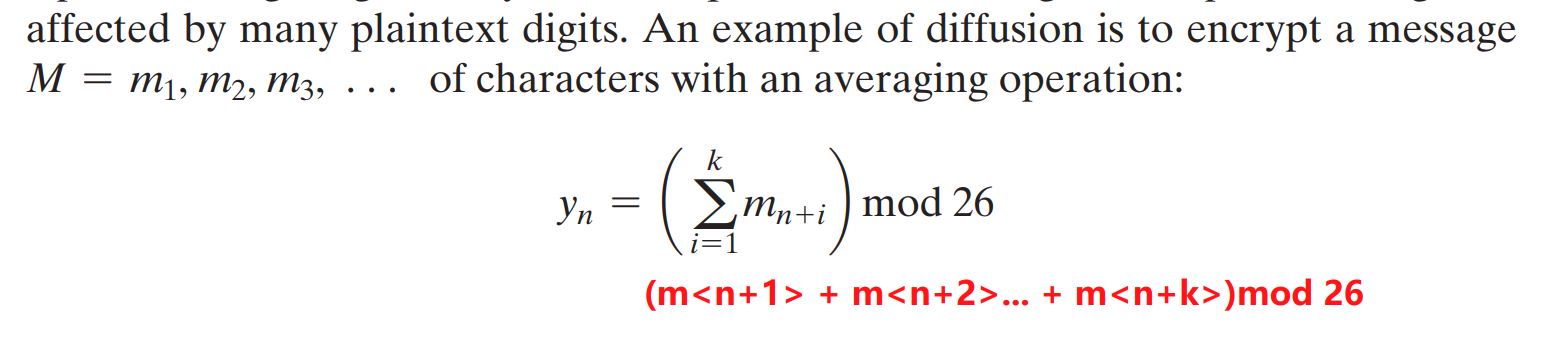 affected by many plaintext digits. An example of diffusion is to encrypt a message
M = m₁, m₂, m₃, ... of characters with an averaging operation:
yₙ = (∑ᵢ₌₁ᵏ mₙ₊ᵢ) mod 26
(m<n+1> + m<n+2>... + m<n+k>)mod 26